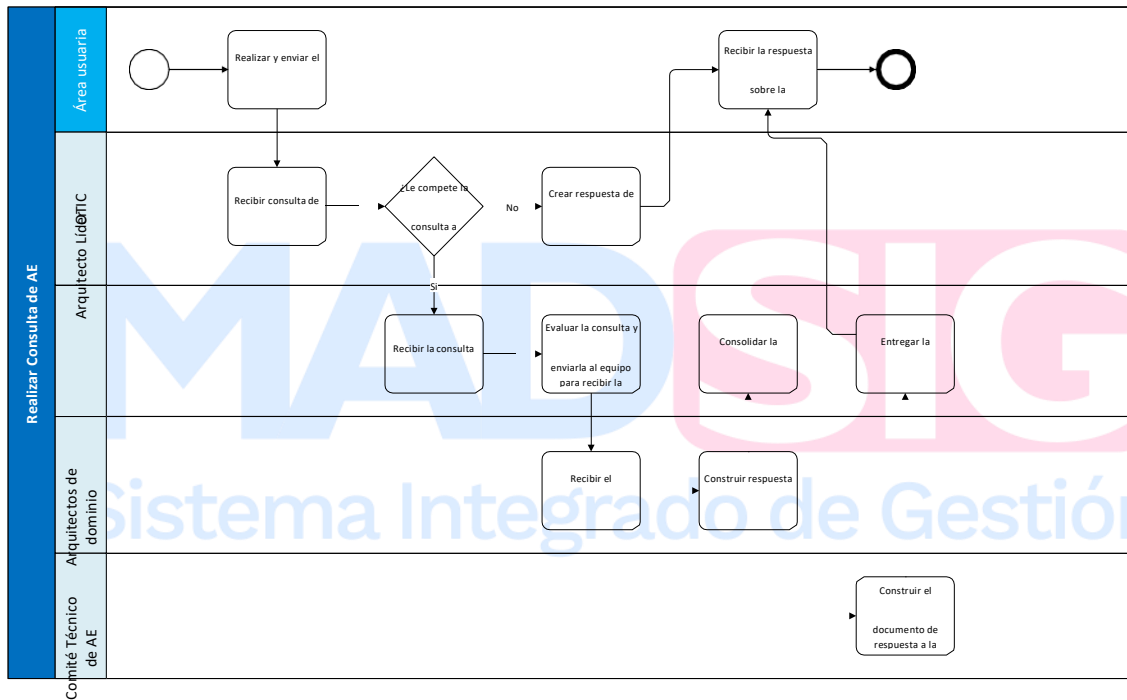 Realizar Consulta de AE
Área usuaria
Realizar y enviar el
Recibir la respuesta
sobre la
Arquitecto Líder
OTIC
Recibir consulta de
¿Le compete la
consulta a
No
Crear respuesta de
Si
Recibir la consulta
Evaluar la consulta y
enviarla al equipo
para recibir la
Consolidar la
Entregar la
Arquitectos de
dominio
Recibir el
Construir respuesta
Comité Técnico
de AE
Construir el
documento de
respuesta a la
MADSIG
Sistema Integrado de Gestión